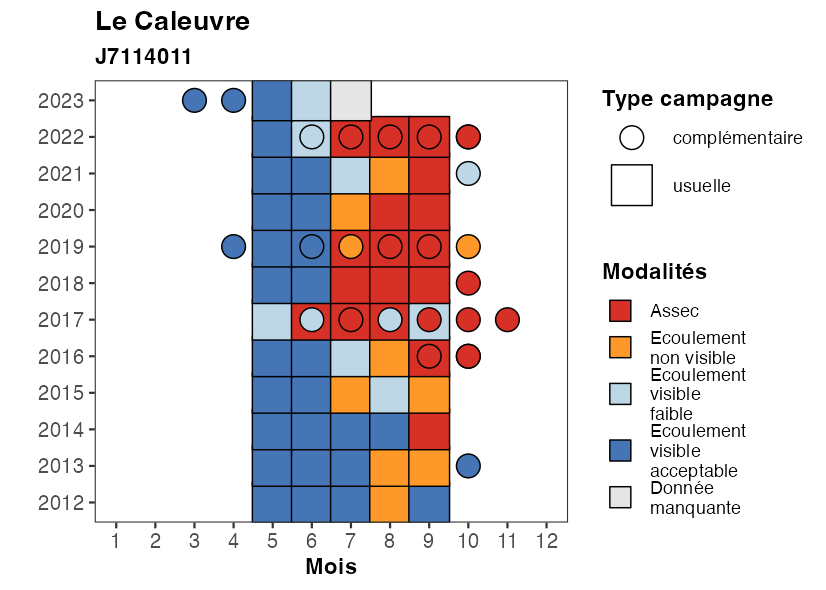 Le Caleuvre
J7114011
2023
2022
2021
2020
2019
2018
2017
2016
2015
2014
2013
2012
1 2 3 4 5 6 7 8 9 10 11 12
Mois
Type campagne
complémentaire
usuelle
Modalités
Assec
Ecoulement
non visible
Ecoulement
visible
faible
Ecoulement
visible
acceptable
Donnée
manquante